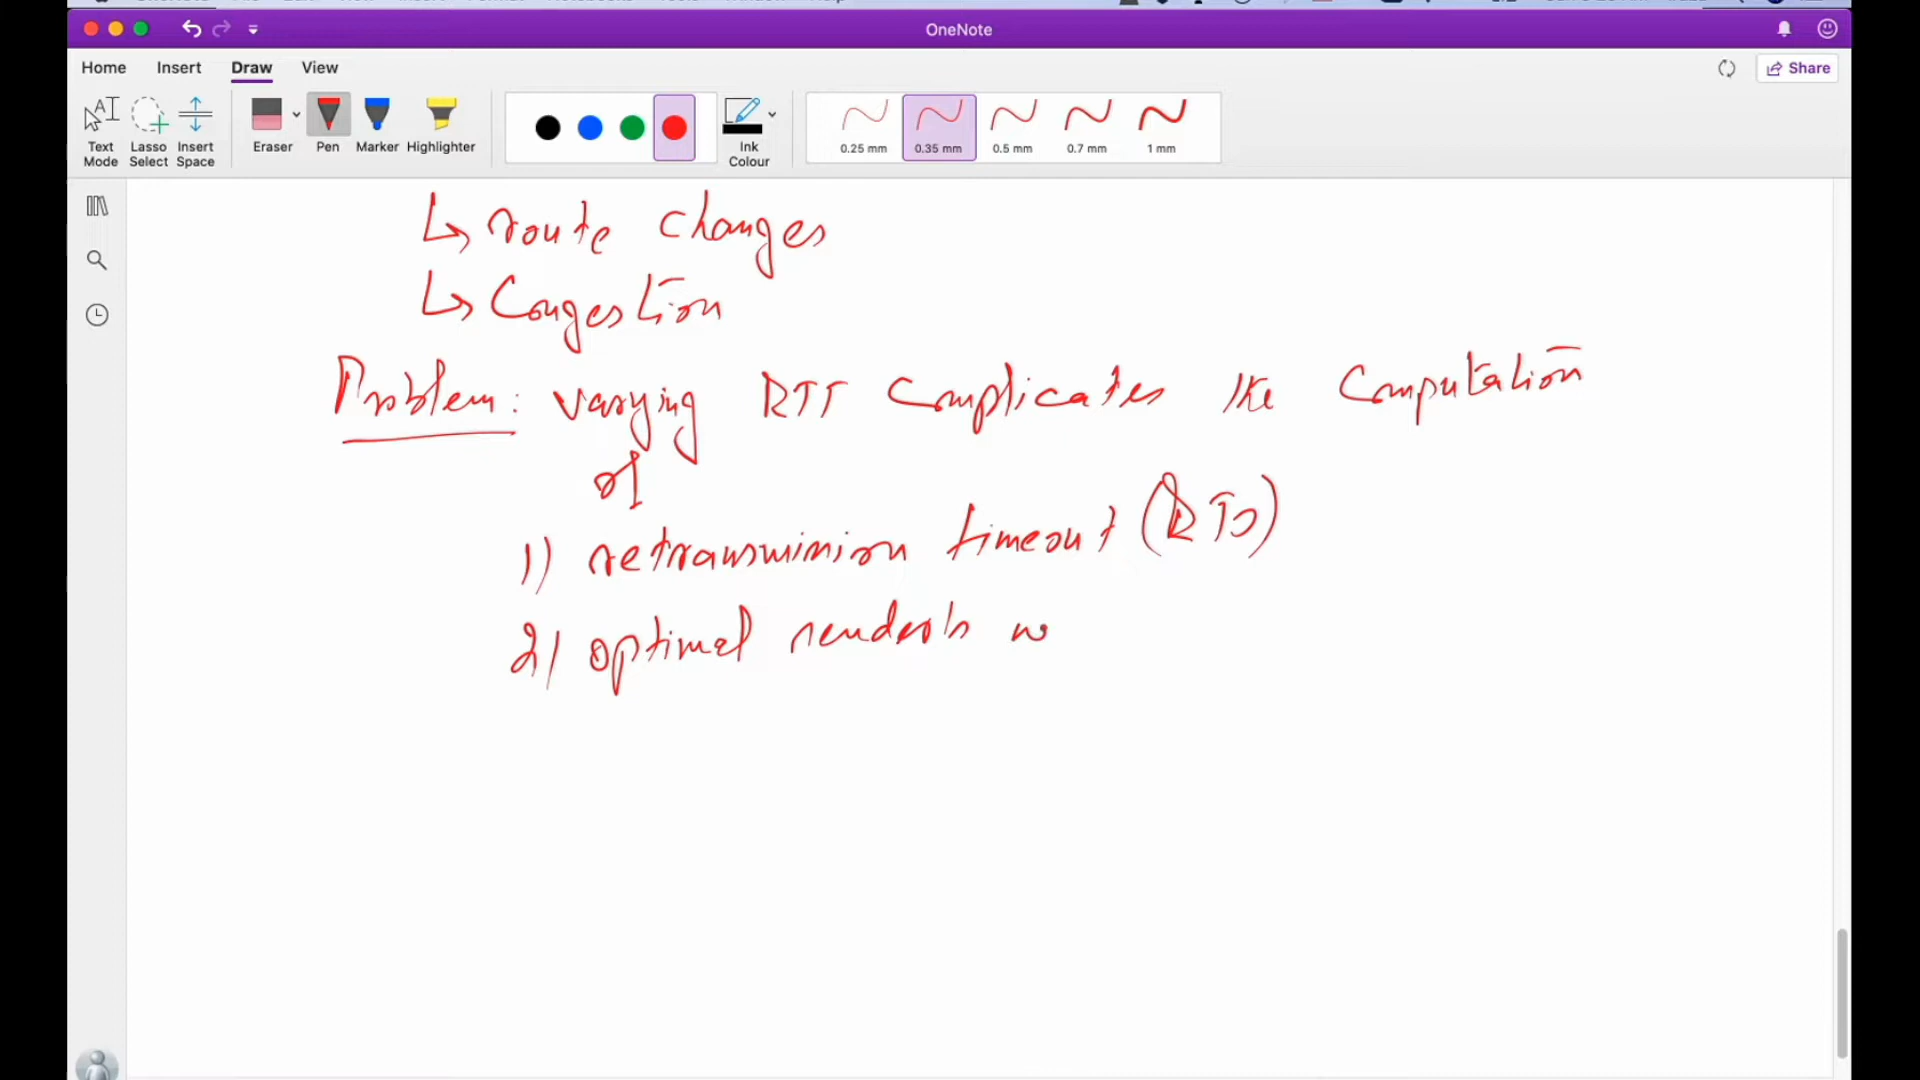 OneNote
Home Insert Draw View Share
Text Mode Lasso Select Insert Space Eraser Pen Marker Highlighter Ink Colour 0.25 mm 0.35 mm 0.5 mm 0.7 mm 1 mm
↳ route changes
↳ Congestion
Problem: varying RTT complicates the computation
of
1) retransmission timeout (RTO)
2) optimal sender's w